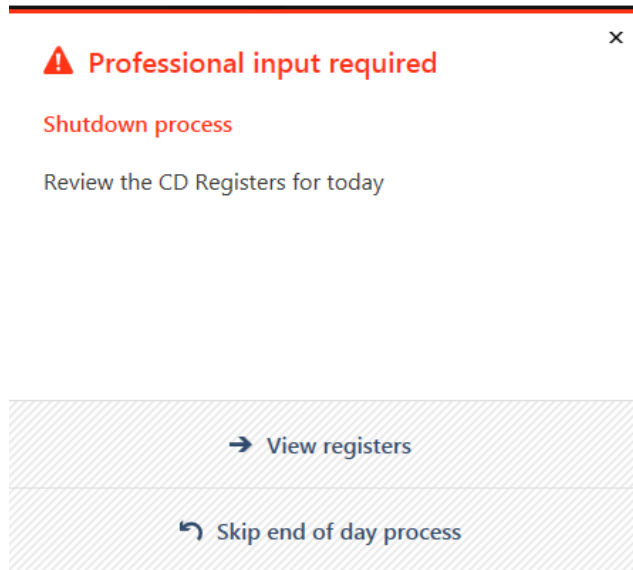 Professional input required
Shutdown process
Review the CD Registers for today
View registers
Skip end of day process